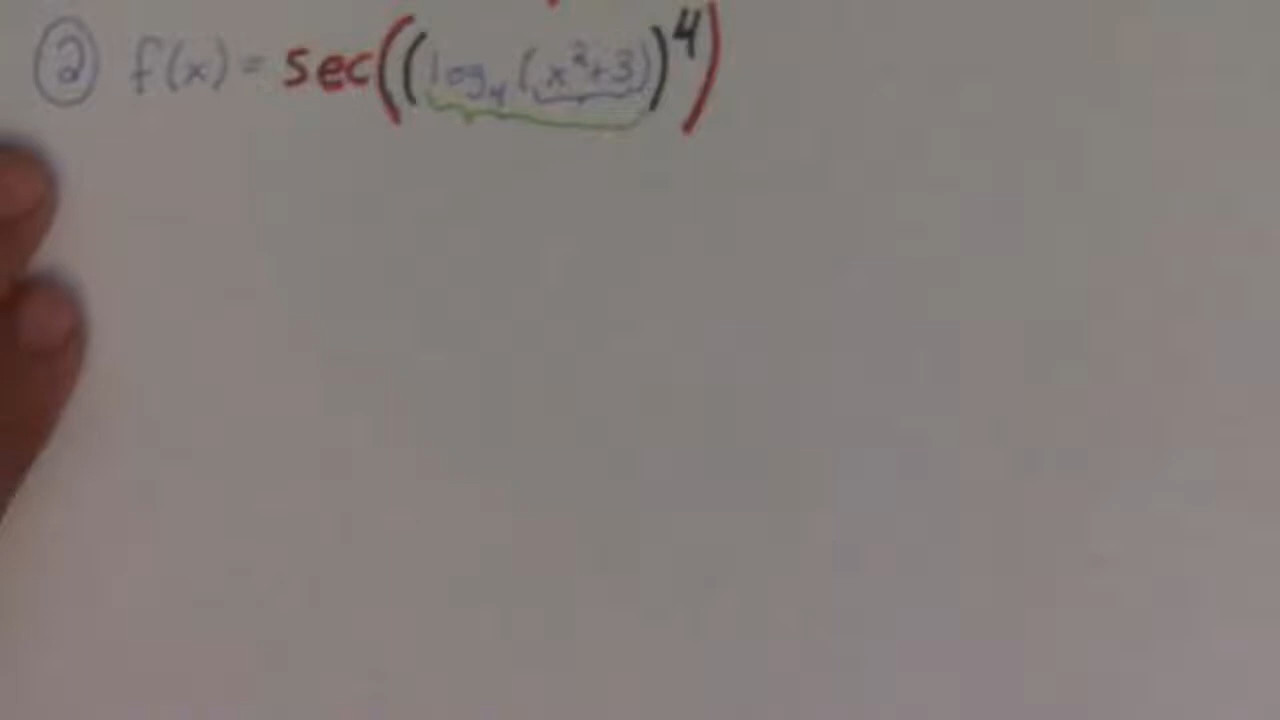 ② f(x) = sec((log₄(x²+3))⁴)